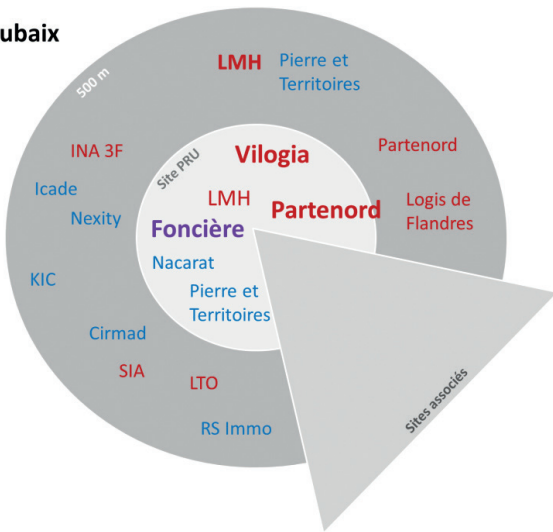 ubaix
500 m
LMH
Pierre et
Territoires
INA 3F
Site PRU
Vilogia
Partenord
Icade
Nexity
LMH
Partenord
Logis de
Flandres
Foncière
Nacarat
KIC
Pierre et
Territoires
Cirmad
SIA
LTO
RS Immo
Sites associés